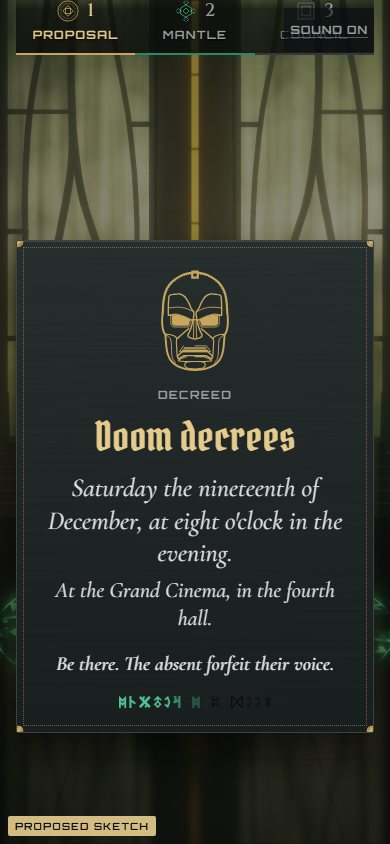 1
PROPOSAL
2
MANTLE
3
SOUND ON
DECREED
Doom decrees
Saturday the nineteenth of
December, at eight o'clock in the
evening.
At the Grand Cinema, in the fourth
hall.
Be there. The absent forfeit their voice.
PROPOSED SKETCH